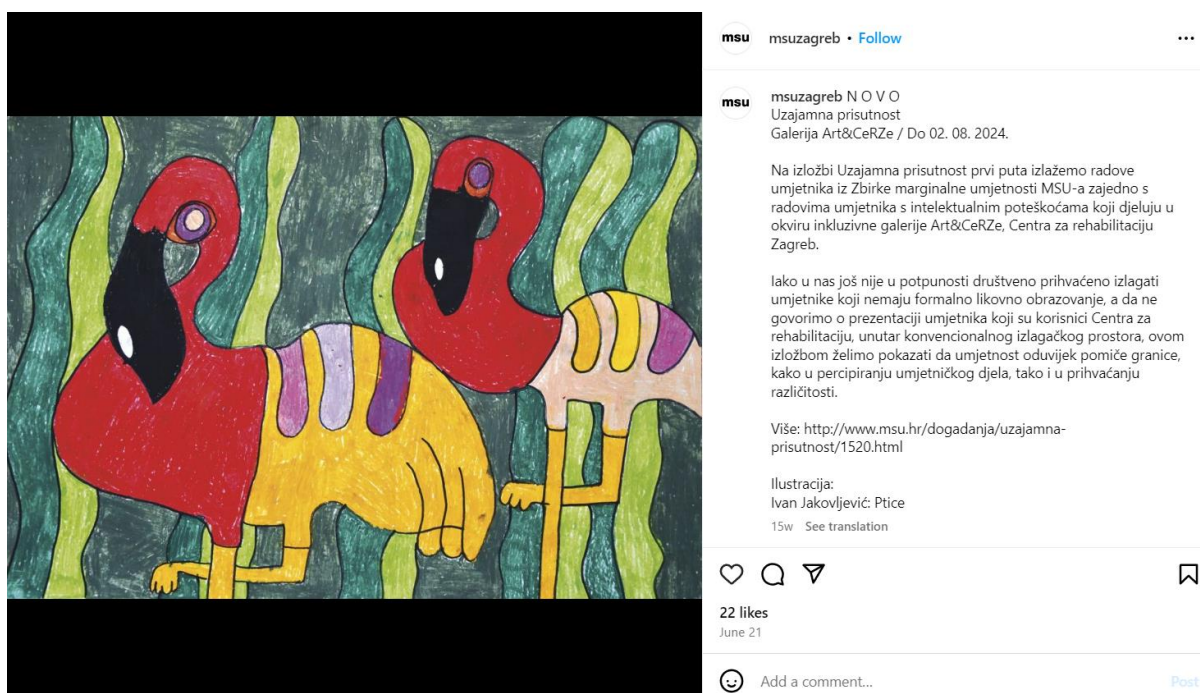 msu
msuzagreb • Follow
msu
msuzagreb N O V O
Uzajamna prisutnost
Galerija Art&CeRZe / Do 02. 08. 2024.
Na izložbi Uzajamna prisutnost prvi puta izlažemo radove
umjetnika iz Zbirke marginalne umjetnosti MSU-a zajedno s
radovima umjetnika s intelektualnim poteškoćama koji djeluju u
okviru inkluzivne galerije Art&CeRZe, Centra za rehabilitaciju
Zagreb.
Iako u nas još nije u potpunosti društveno prihvaćeno izlagati
umjetnike koji nemaju formalno likovno obrazovanje, a da ne
govorimo o prezentaciji umjetnika koji su korisnici Centra za
rehabilitaciju, unutar konvencionalnog izlagačkog prostora, ovom
izložbom želimo pokazati da umjetnost oduvijek pomiče granice,
kako u percipiranju umjetničkog djela, tako i u prihvaćanju
različitosti.
Više: http://www.msu.hr/dogadanja/uzajamna-
prisutnost/1520.html
Ilustracija:
Ivan Jakovljević: Ptice
15w See translation
22 likes
June 21
Add a comment...
Post